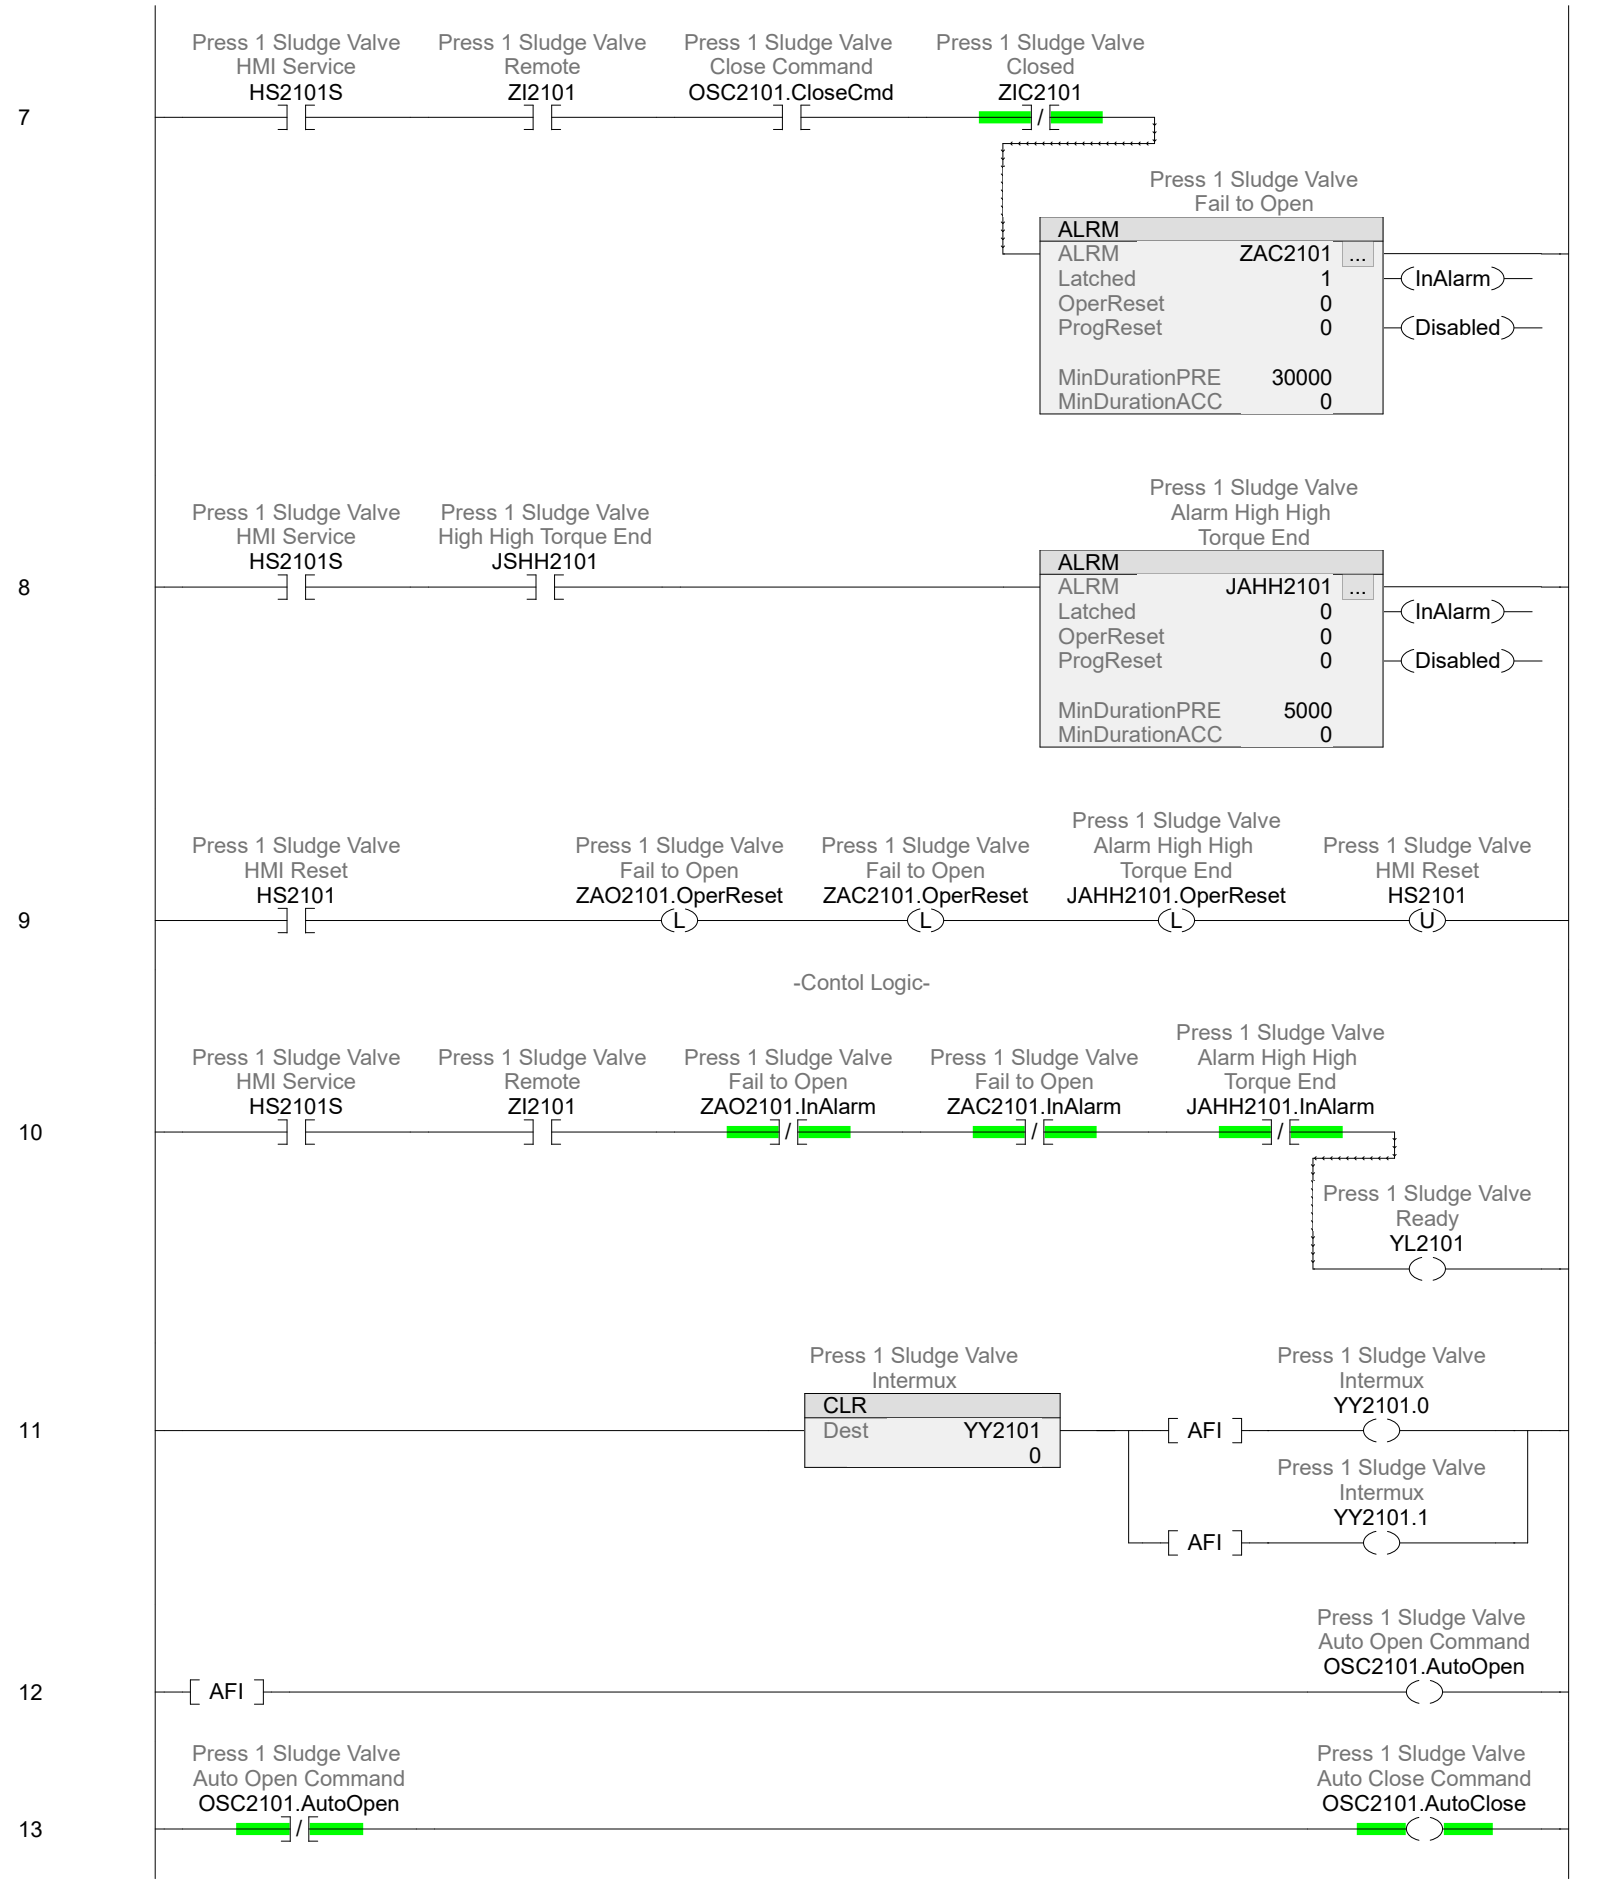 Press 1 Sludge Valve
HMI Service
HS2101S
Press 1 Sludge Valve
Remote
ZI2101
Press 1 Sludge Valve
Close Command
OSC2101.CloseCmd
Press 1 Sludge Valve
Closed
ZIC2101
7
/
Press 1 Sludge Valve
Fail to Open
ALRM
ALRM ZAC2101 ...
Latched 1
(InAlarm)
OperReset 0
ProgReset 0
(Disabled)
MinDurationPRE 30000
MinDurationACC 0
Press 1 Sludge Valve
HMI Service
HS2101S
Press 1 Sludge Valve
High High Torque End
JSHH2101
8
Press 1 Sludge Valve
Alarm High High
Torque End
ALRM
ALRM JAHH2101 ...
Latched 0
(InAlarm)
OperReset 0
ProgReset 0
(Disabled)
MinDurationPRE 5000
MinDurationACC 0
Press 1 Sludge Valve
HMI Reset
HS2101
Press 1 Sludge Valve
Fail to Open
ZAO2101.OperReset
Press 1 Sludge Valve
Fail to Open
ZAC2101.OperReset
Press 1 Sludge Valve
Alarm High High
Torque End
JAHH2101.OperReset
Press 1 Sludge Valve
HMI Reset
HS2101
9
L
L
L
U
-Contol Logic-
Press 1 Sludge Valve
HMI Service
HS2101S
Press 1 Sludge Valve
Remote
ZI2101
Press 1 Sludge Valve
Fail to Open
ZAO2101.InAlarm
Press 1 Sludge Valve
Fail to Open
ZAC2101.InAlarm
Press 1 Sludge Valve
Alarm High High
Torque End
JAHH2101.InAlarm
10
/
/
/
Press 1 Sludge Valve
Ready
YL2101
Press 1 Sludge Valve
Intermux
CLR
Dest YY2101
0
11
Press 1 Sludge Valve
Intermux
YY2101.0
AFI
Press 1 Sludge Valve
Intermux
YY2101.1
AFI
12
AFI
Press 1 Sludge Valve
Auto Open Command
OSC2101.AutoOpen
Press 1 Sludge Valve
Auto Open Command
OSC2101.AutoOpen
13
/
Press 1 Sludge Valve
Auto Close Command
OSC2101.AutoClose